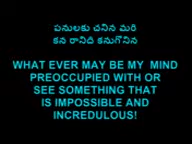 పనులకు చనిన మరి
కన రానిది కనుగొనిన
WHAT EVER MAY BE MY MIND
PREOCCUPIED WITH OR
SEE SOMETHING THAT
IS IMPOSSIBLE AND
INCREDULOUS!